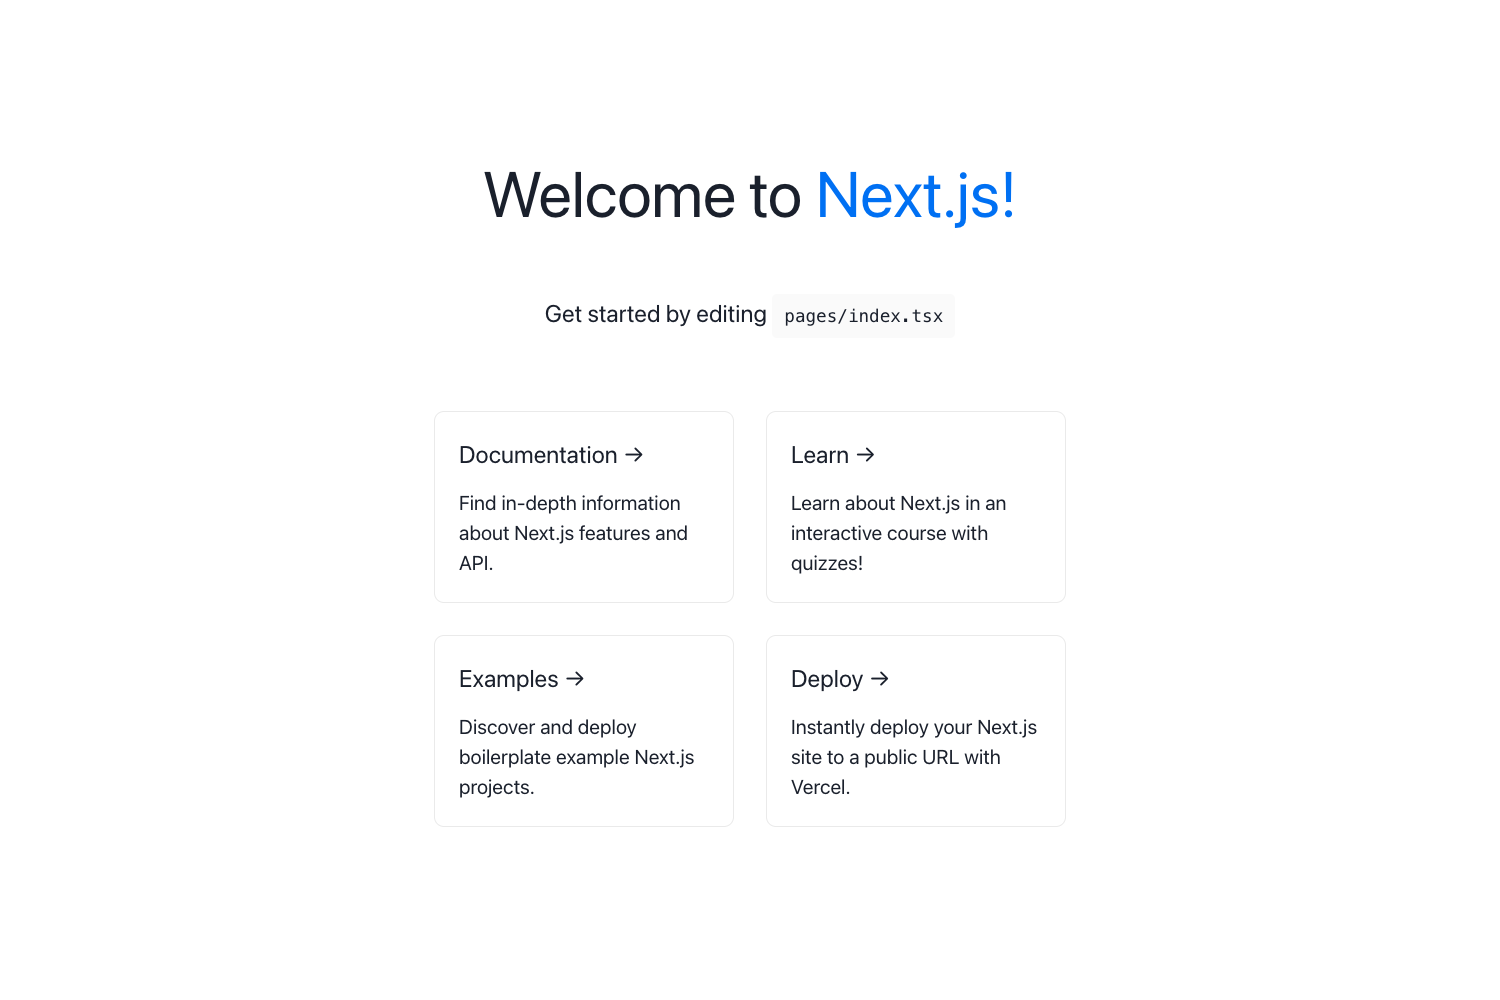 Welcome to Next.js!
Get started by editing pages/index.tsx
Documentation →
Find in-depth information
about Next.js features and
API.
Learn →
Learn about Next.js in an
interactive course with
quizzes!
Examples →
Discover and deploy
boilerplate example Next.js
projects.
Deploy →
Instantly deploy your Next.js
site to a public URL with
Vercel.